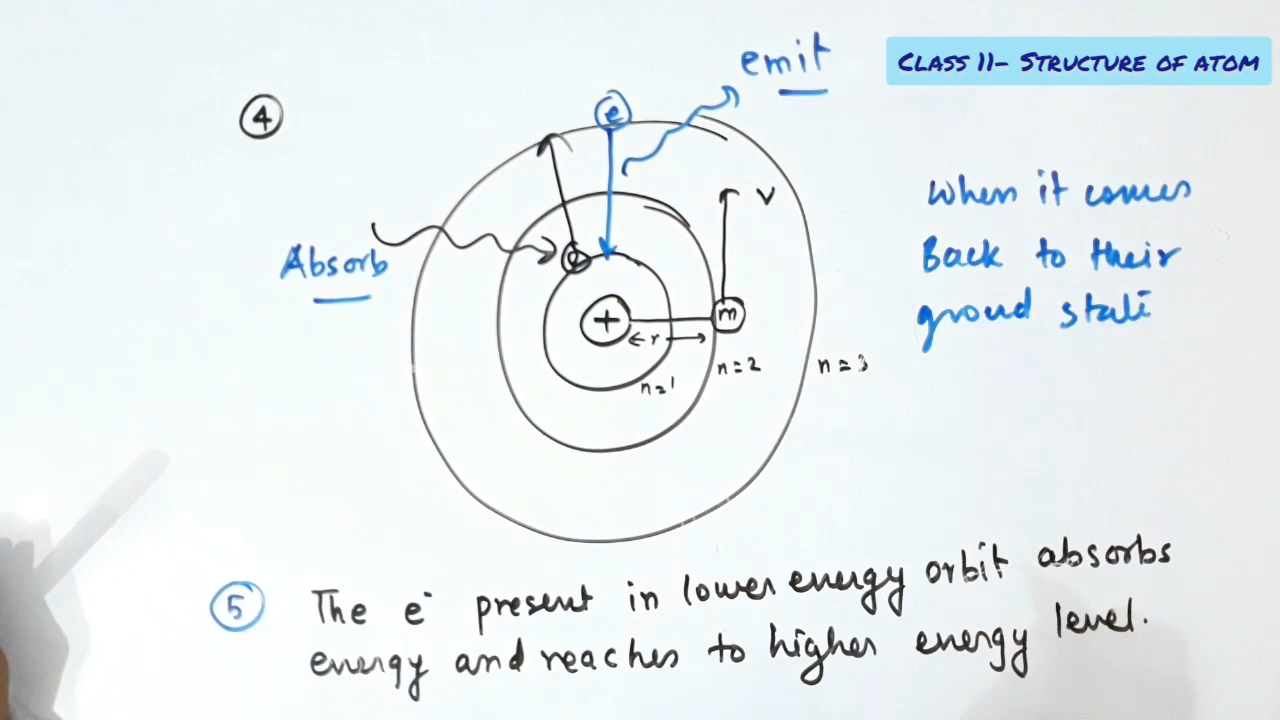 CLASS 11- STRUCTURE OF ATOM
emit
4
e
When it comes
Back to their
ground state
V
Absorb
e
+
m
r
n=1
n=2
n=3
5 The e⁻ present in lower energy orbit absorbs
energy and reaches to higher energy level.